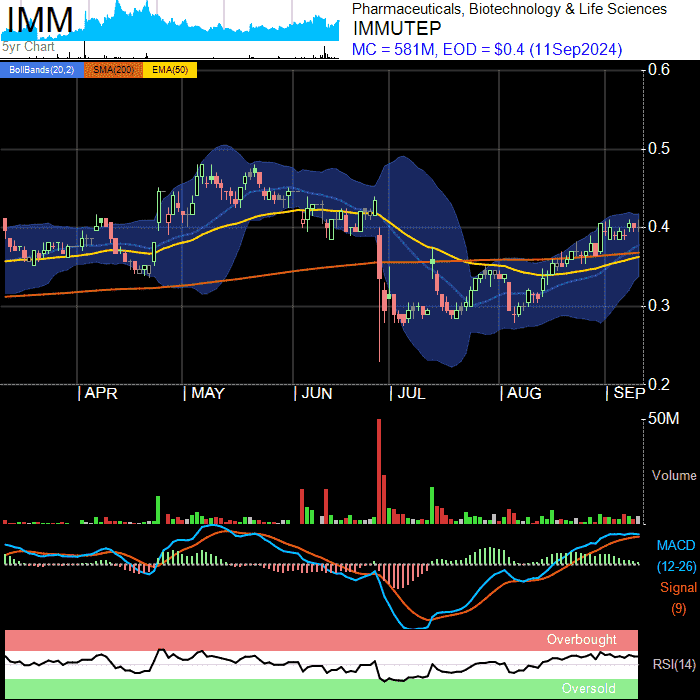 IMM
5yr Chart
Pharmaceuticals, Biotechnology & Life Sciences
IMMUTEP
MC = 581M, EOD = $0.4 (11Sep2024)
BollBands(20,2) SMA(200) EMA(50)
0.6
0.5
0.4
0.3
0.2
APR MAY JUN JUL AUG SEP
50M
Volume
MACD
(12-26)
Signal
(9)
Overbought
RSI(14)
Oversold